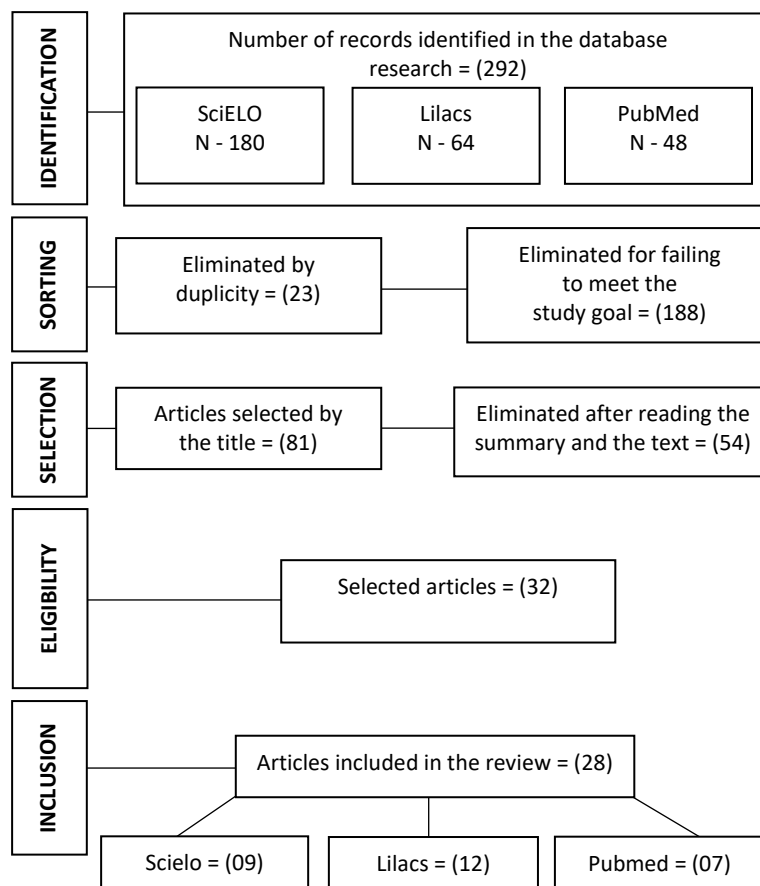 IDENTIFICATION
Number of records identified in the database
research = (292)
SciELO
N - 180
Lilacs
N - 64
PubMed
N - 48
SORTING
Eliminated by
duplicity = (23)
Eliminated for failing
to meet the
study goal = (188)
SELECTION
Articles selected by
the title = (81)
Eliminated after reading the
summary and the text = (54)
ELIGIBILITY
Selected articles = (32)
INCLUSION
Articles included in the review = (28)
Scielo = (09)
Lilacs = (12)
Pubmed = (07)